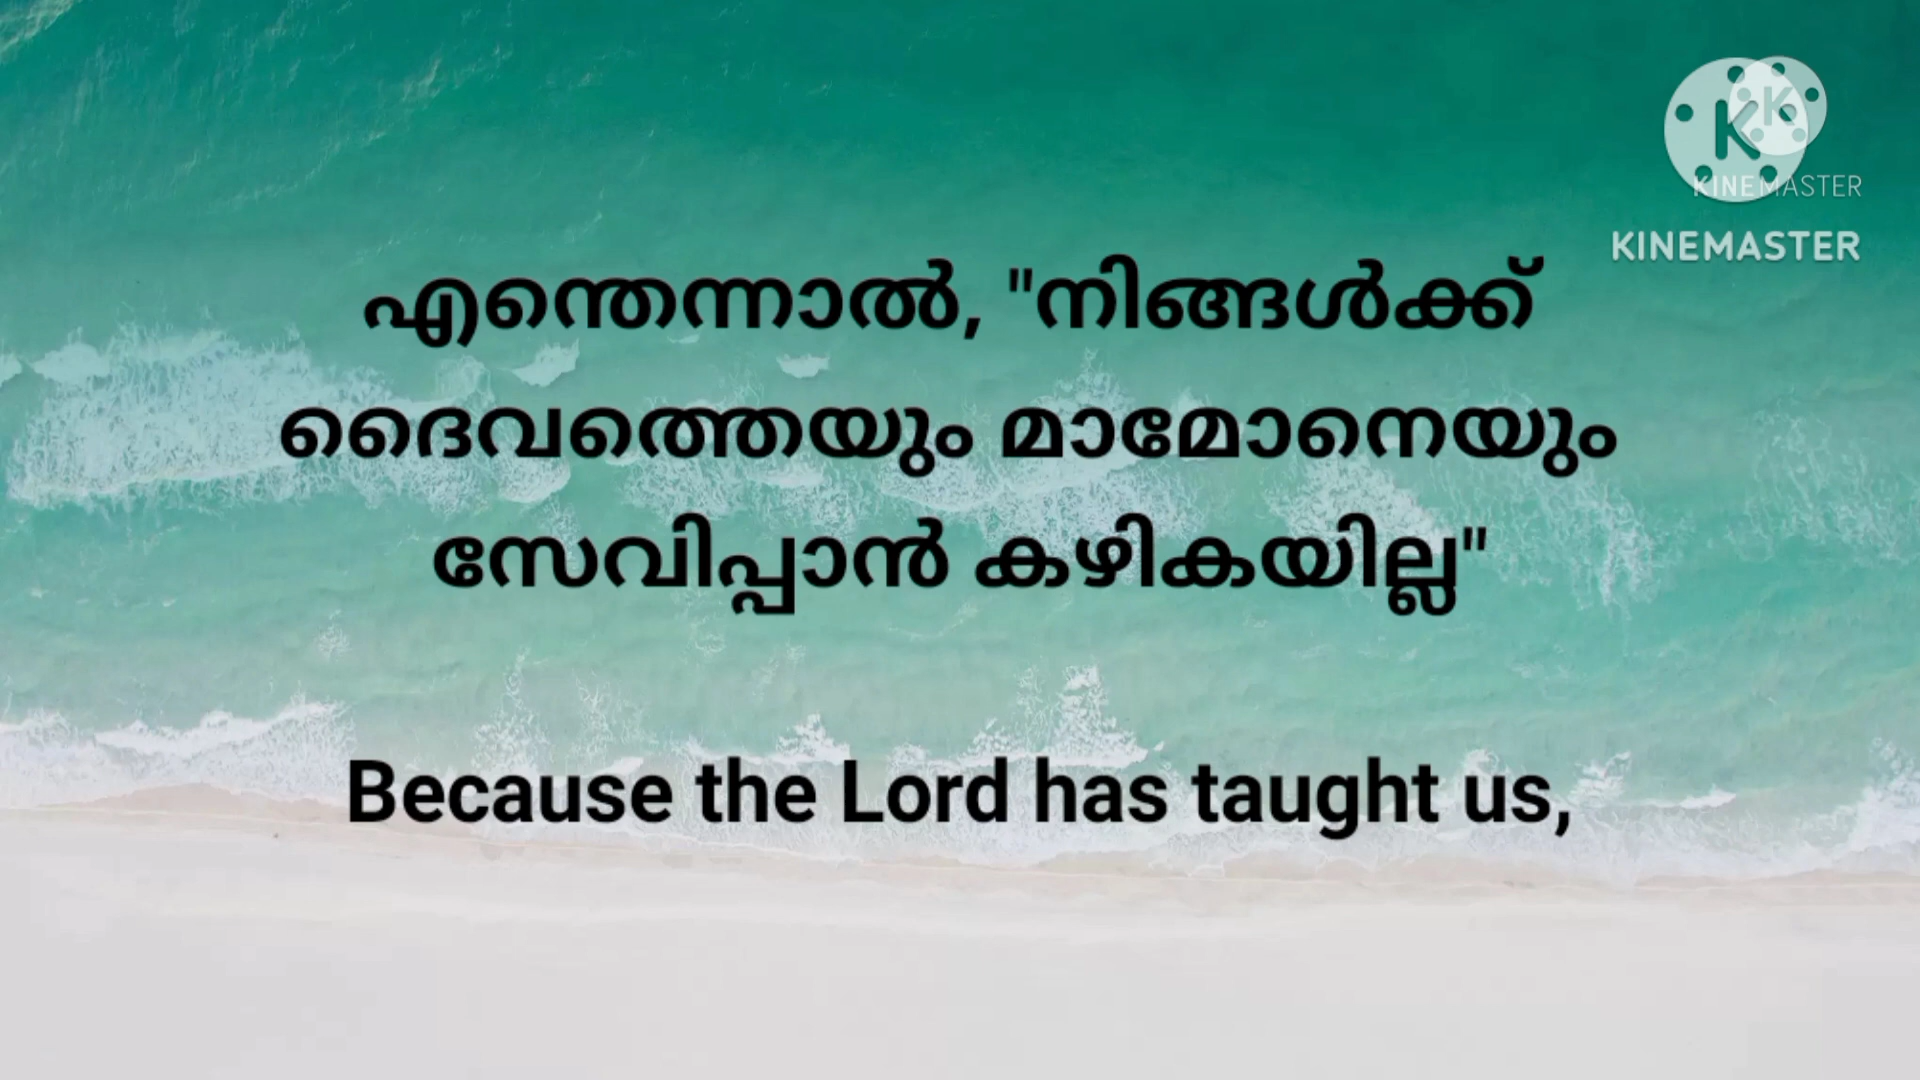 KINEMASTER
KINEMASTER
എന്തെന്നാൽ, "നിങ്ങൾക്ക്
ദൈവത്തെയും മാമോനെയും
സേവിപ്പാൻ കഴികയില്ല"
Because the Lord has taught us,